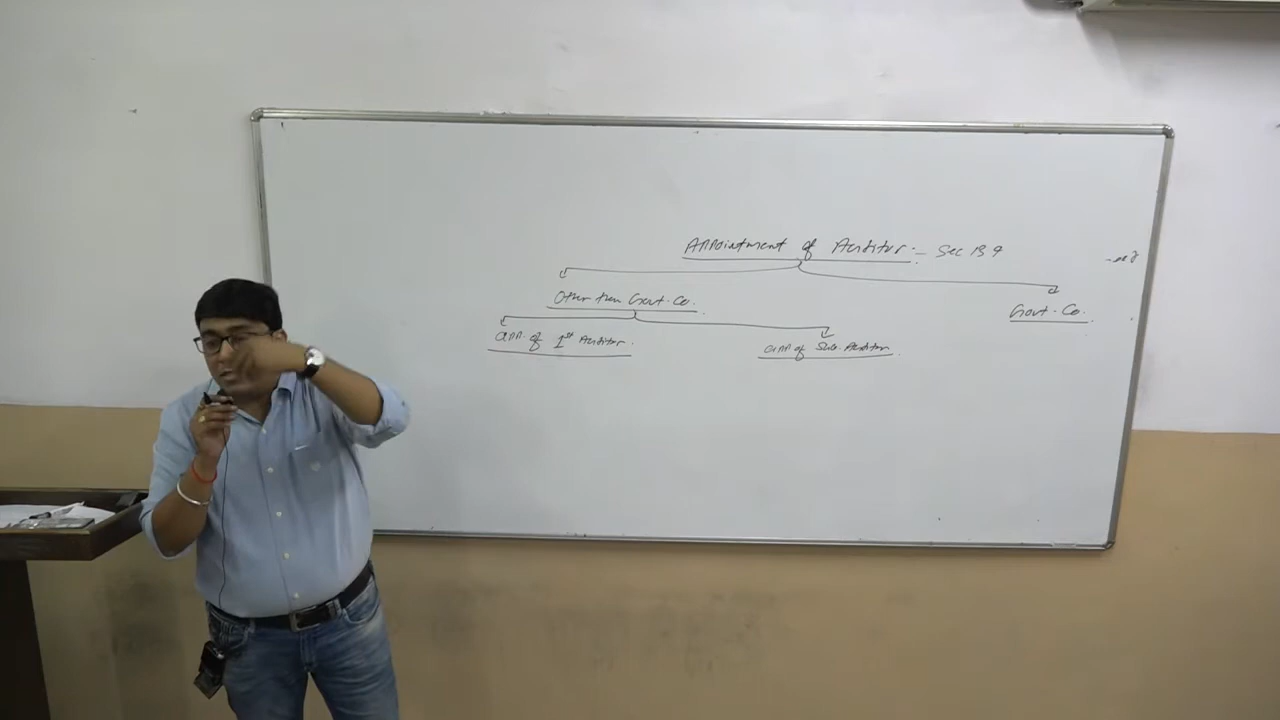 Appointment of Auditor :- Sec 139
Other than Govt. Co.
Govt. Co.
app. of 1st Auditor.
app of Sub. Auditor.